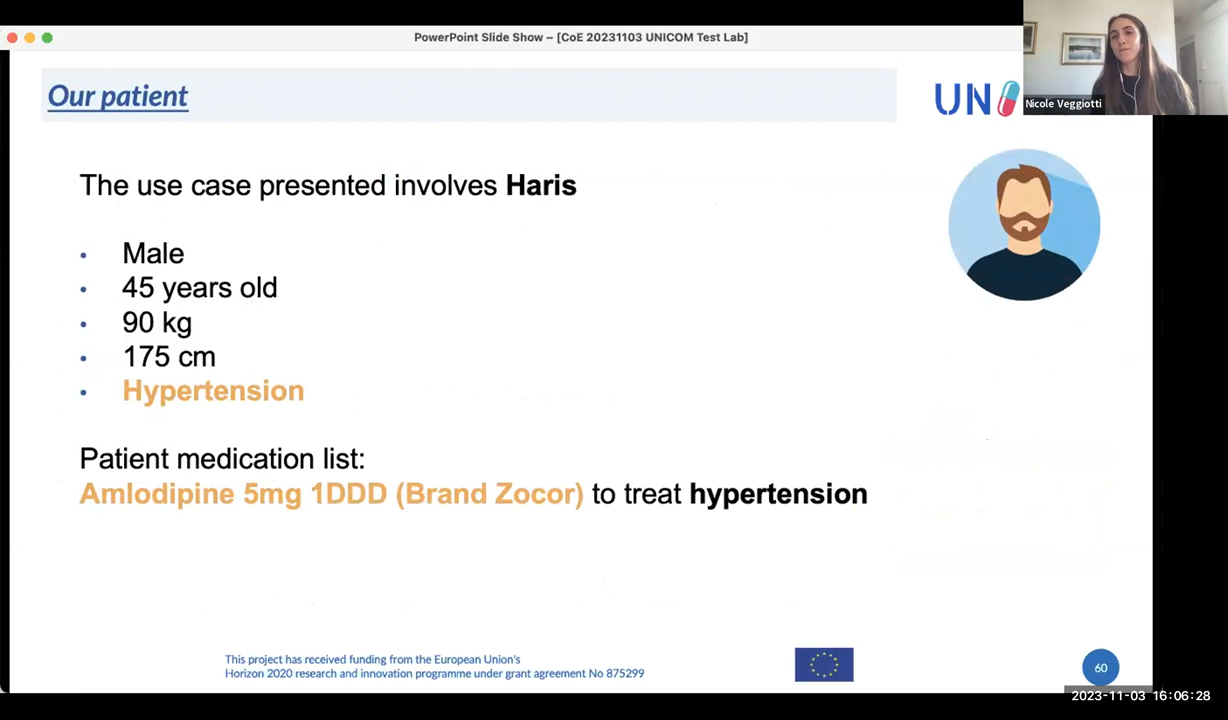 PowerPoint Slide Show – [CoE 20231103 UNICOM Test Lab]
Nicole Veggiotti
Our patient
UN
The use case presented involves Haris
• Male
• 45 years old
• 90 kg
• 175 cm
• Hypertension
Patient medication list:
Amlodipine 5mg 1DDD (Brand Zocor) to treat hypertension
This project has received funding from the European Union's
Horizon 2020 research and innovation programme under grant agreement No 875299
60
2023-11-03 16:06:28